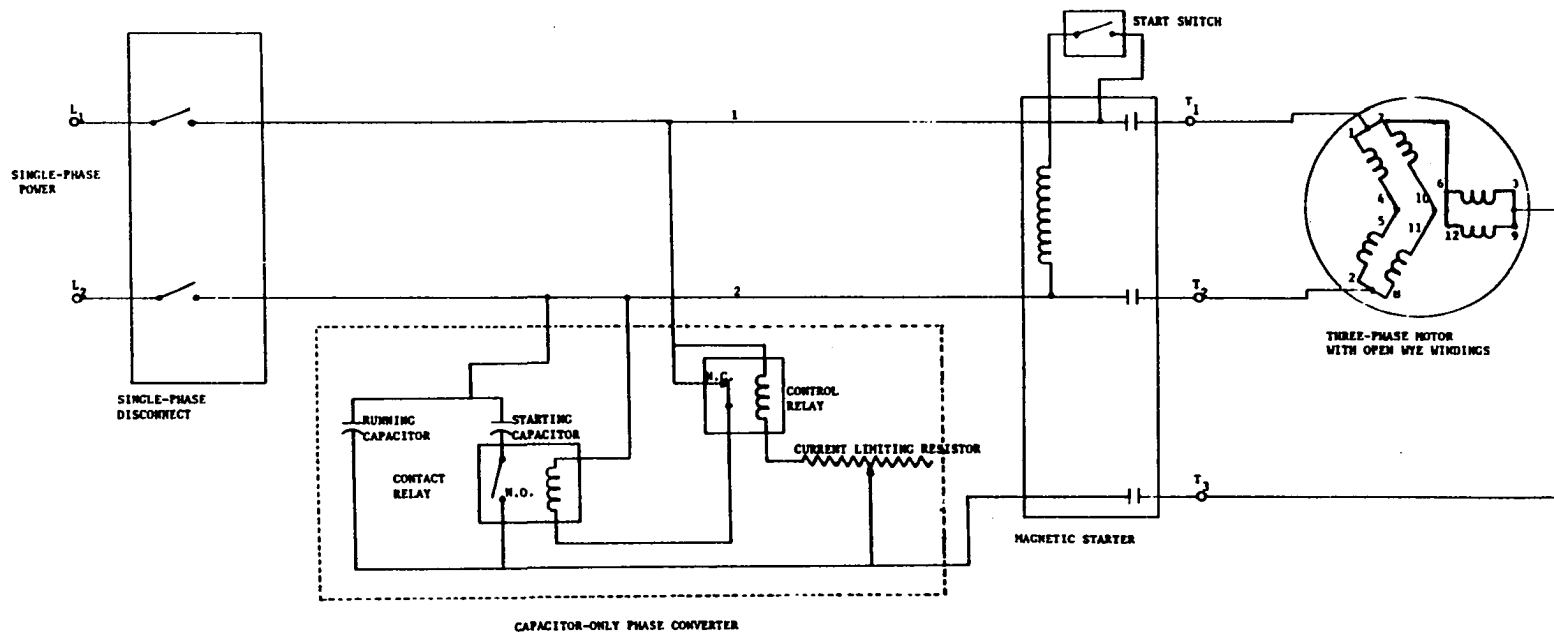 START SWITCH
L1
1
T1
SINGLE-PHASE
POWER
1
7
6
3
4
10
5
11
12
9
L2
2
T2
2
8
THREE-PHASE MOTOR
WITH OPEN WYE WINDINGS
SINGLE-PHASE
DISCONNECT
N.C.
CONTROL
RELAY
RUNNING
CAPACITOR
STARTING
CAPACITOR
CURRENT LIMITING RESISTOR
CONTACT
RELAY
N.O.
T3
MAGNETIC STARTER
CAPACITOR-ONLY PHASE CONVERTER